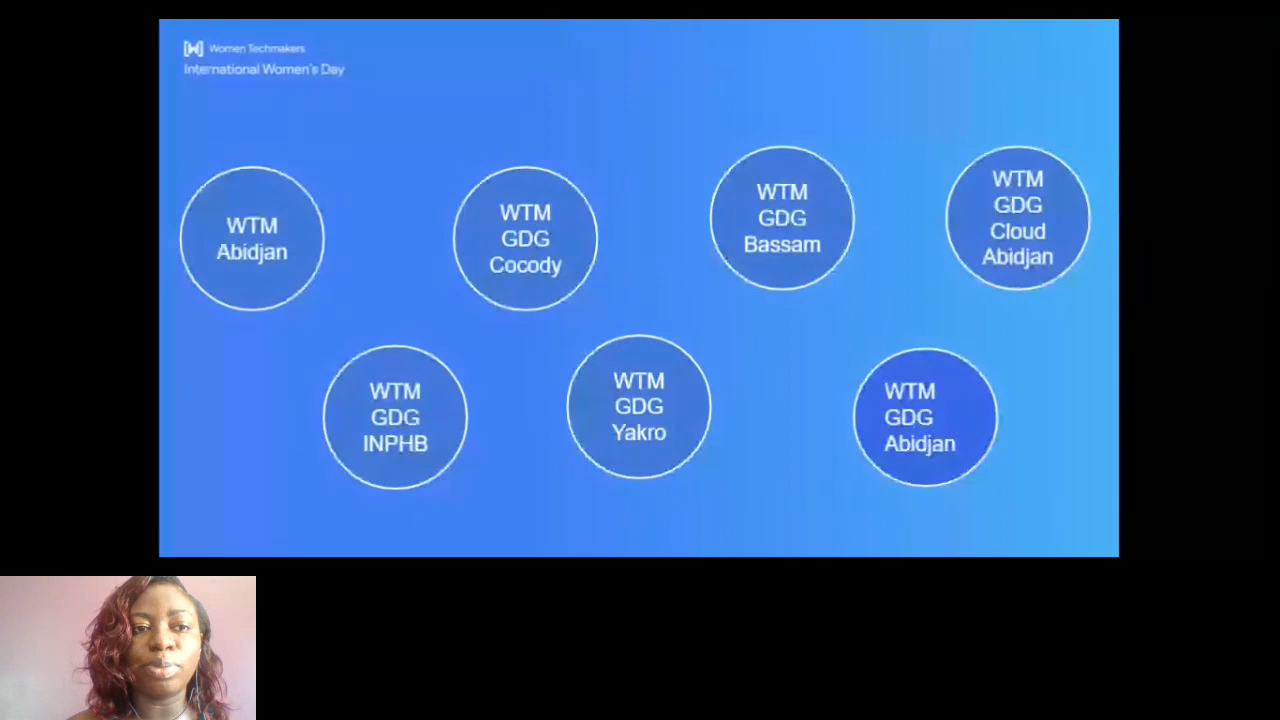 [W] Women Techmakers
International Women's Day
WTM
Abidjan
WTM
GDG
Cocody
WTM
GDG
Bassam
WTM
GDG
Cloud
Abidjan
WTM
GDG
INPHB
WTM
GDG
Yakro
WTM
GDG
Abidjan